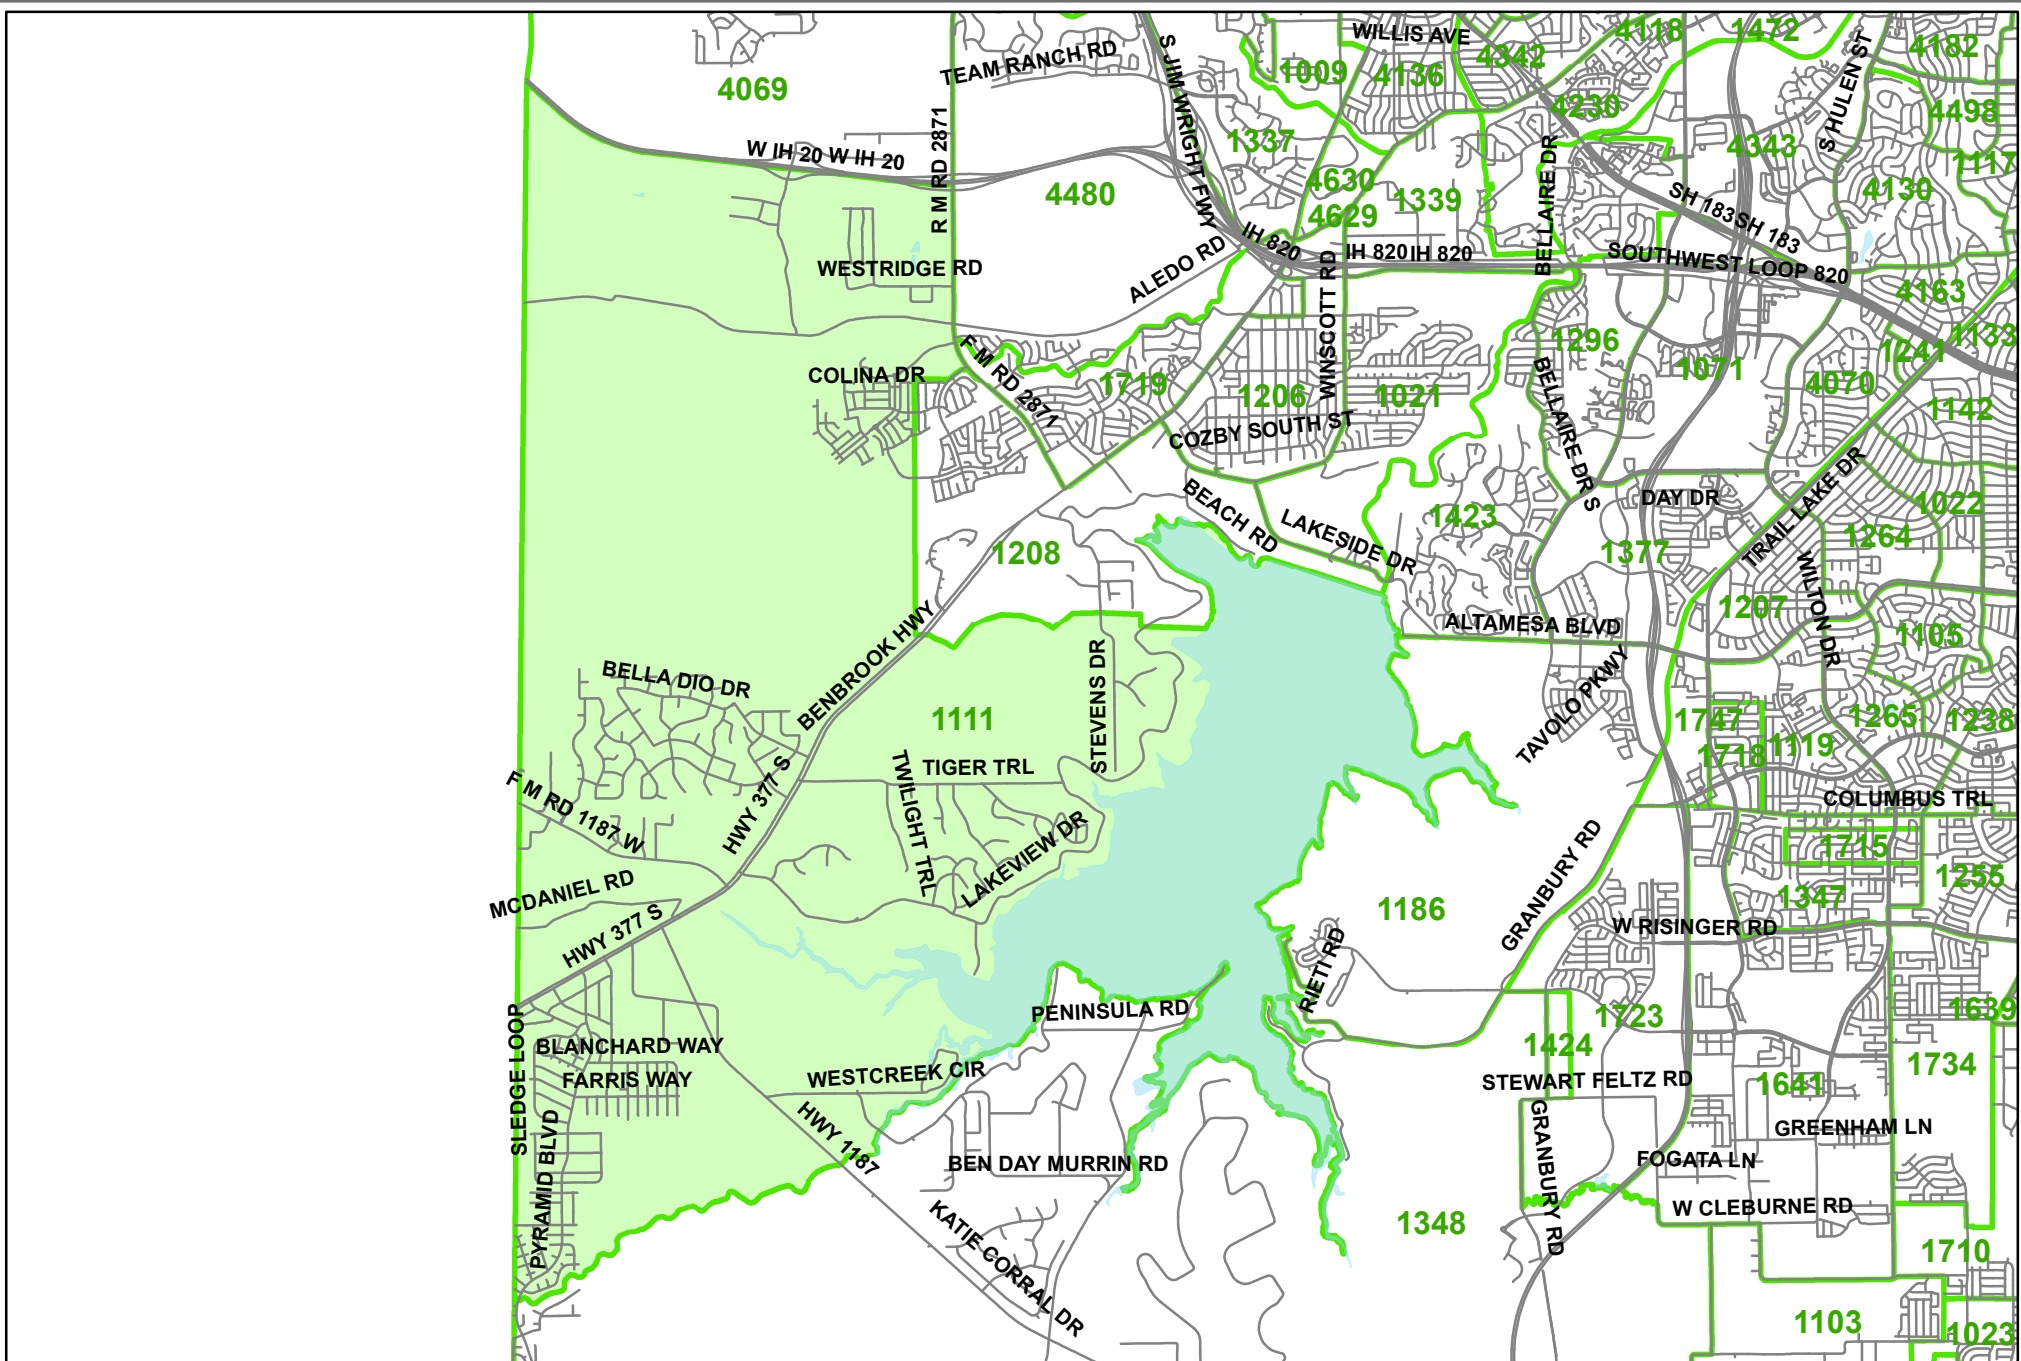 WILLIS AVE
4118
1472
4182
4342
TEAM RANCH RD
1009
4136
4069
S JIM WRIGHT FWY
S HULEN ST
4230
4498
R M RD 2871
1337
4343
1117
W IH 20 W IH 20
4630
4480
1339
BELLAIRE DR
4130
SH 183 SH 183
4629
IH 820
IH 820 IH 820
SOUTHWEST LOOP 820
WESTRIDGE RD
ALEDO RD
WINSCOTT RD
4163
1133
1296
1241
F M RD 2871
COLINA DR
1719
1206
1021
1071
4070
BELLAIRE DR S
1142
COZBY SOUTH ST
TRAIL LAKE DR
BEACH RD
DAY DR
1022
LAKESIDE DR
1423
1264
1208
1377
WILTON DR
1207
BENBROOK HWY
ALTAMESA BLVD
1105
STEVENS DR
BELLA DIO DR
TAVOLO PKWY
1111
1747
1265
1238
1718
1119
TWILIGHT TRL
TIGER TRL
HWY 377 S
F M RD 1187 W
COLUMBUS TRL
LAKEVIEW DR
GRANBURY RD
1715
MCDANIEL RD
1255
1347
1186
HWY 377 S
W RISINGER RD
RIETI RD
PENINSULA RD
1639
1723
SLEDGE LOOP
BLANCHARD WAY
1424
1734
FARRIS WAY
WESTCREEK CIR
STEWART FELTZ RD
1641
HWY 1187
GRANBURY RD
GREENHAM LN
PYRAMID BLVD
BEN DAY MURRIN RD
FOGATA LN
W CLEBURNE RD
KATIE CORRAL DR
1348
1710
1103
1023